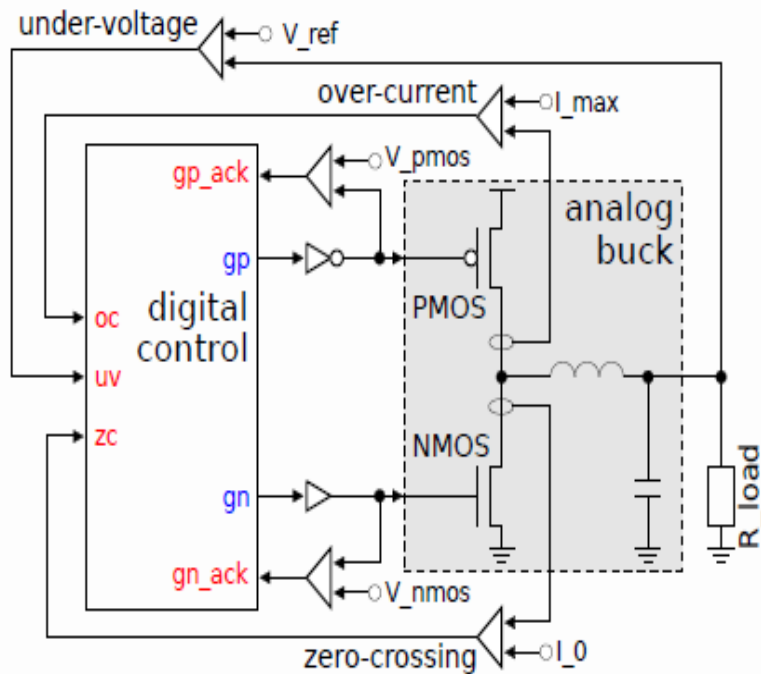 under-voltage
V_ref
over-current
I_max
gp_ack
V_pmos
analog
buck
gp
PMOS
digital
control
oc
uv
zc
NMOS
gn
R_load
gn_ack
V_nmos
zero-crossing
I_0